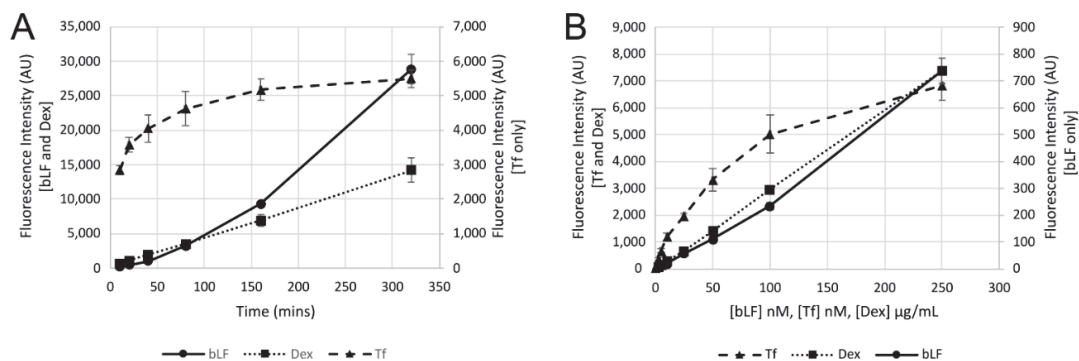 A
Fluorescence Intensity (AU)
[bLF and Dex]
35,000
30,000
25,000
20,000
15,000
10,000
5,000
0
7,000
6,000
5,000
4,000
3,000
2,000
1,000
0
Fluorescence Intensity (AU)
[Tf only]
0 50 100 150 200 250 300 350
Time (mins)
bLF Dex Tf
B
Fluorescence Intensity (AU)
[Tf and Dex]
9,000
8,000
7,000
6,000
5,000
4,000
3,000
2,000
1,000
0
900
800
700
600
500
400
300
200
100
0
Fluorescence Intensity (AU)
[bLF only]
0 50 100 150 200 250 300
[bLF] nM, [Tf] nM, [Dex] µg/mL
Tf Dex bLF